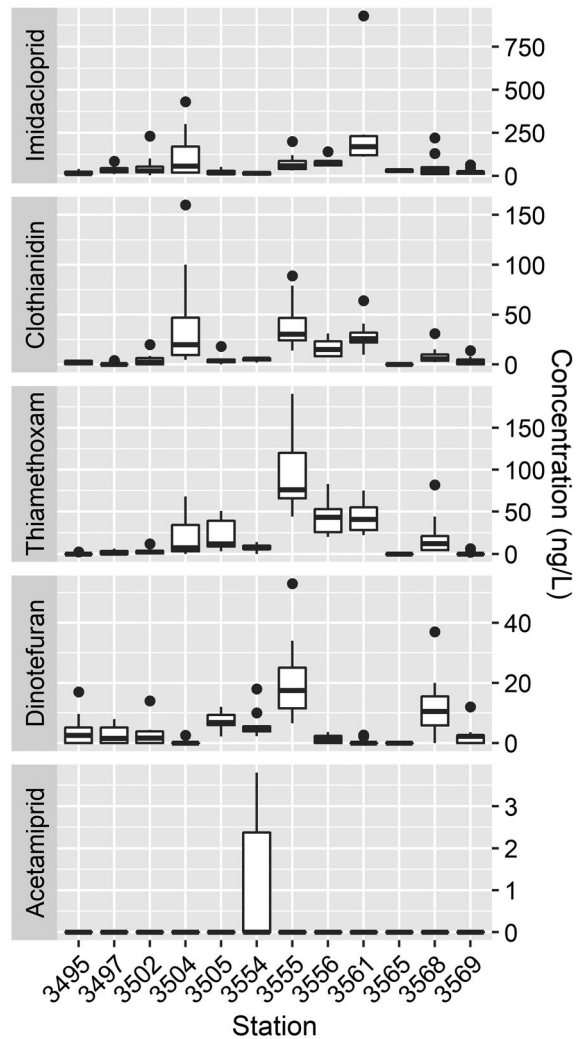 Imidacloprid
750
500
250
0
Clothianidin
150
100
50
0
Thiamethoxam
150
100
50
0
Dinotefuran
40
20
0
Acetamiprid
3
2
1
0
Concentration (ng/L)
3495 3497 3502 3504 3505 3554 3555 3556 3561 3565 3568 3569
Station